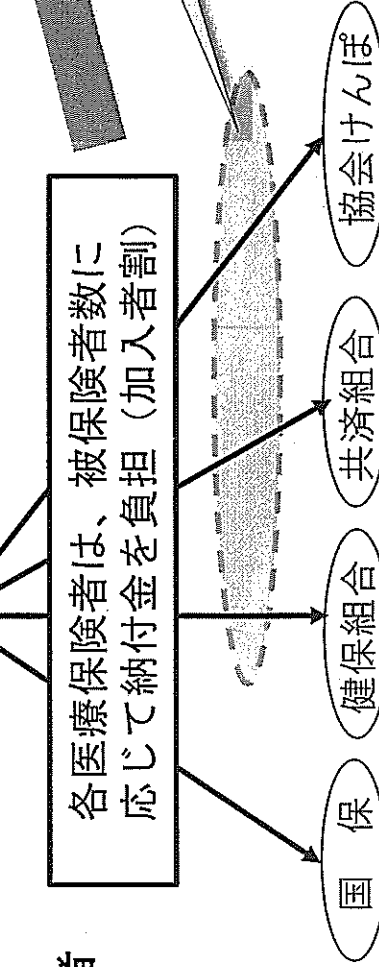 各医療保険者は、被保険者数に
応じて納付金を負担（加入者割）
国　保
健保組合
共済組合
協会けんぽ